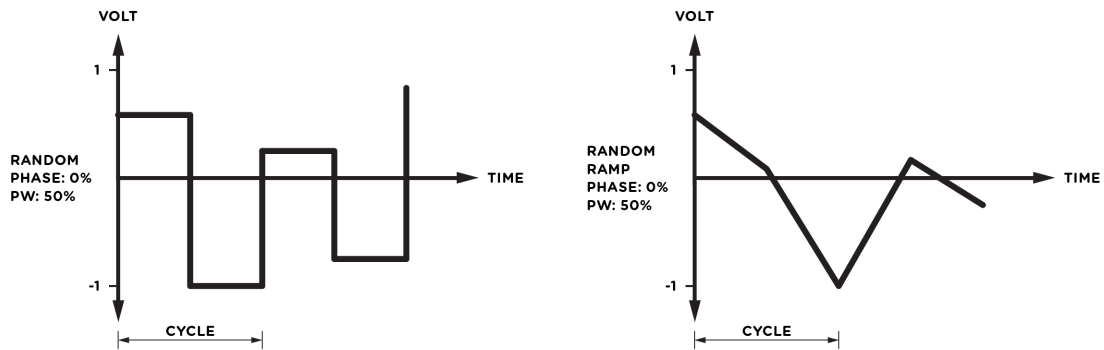 VOLT
1
RANDOM
PHASE: 0%
PW: 50%
TIME
-1
CYCLE
VOLT
1
RANDOM
RAMP
PHASE: 0%
PW: 50%
TIME
-1
CYCLE